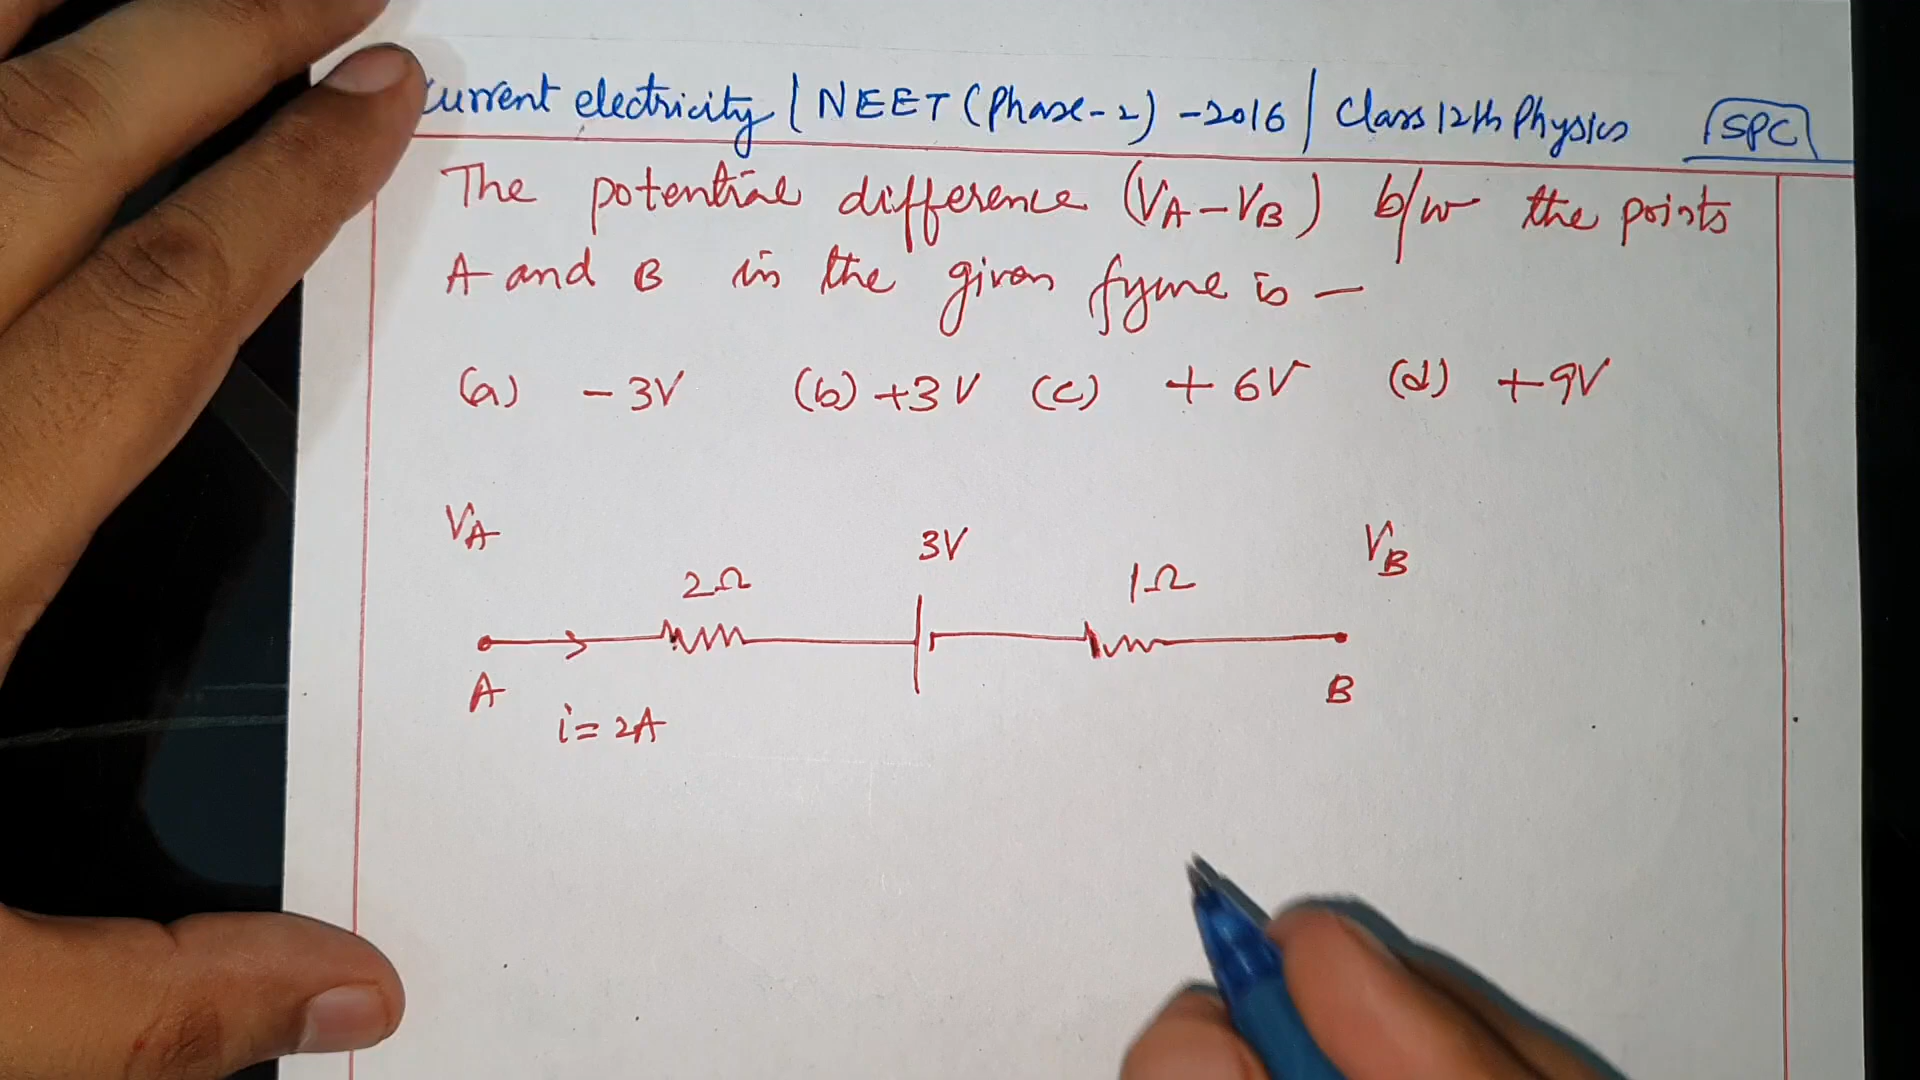 Current electricity | NEET (Phase-2) -2016 | Class 12th Physics SPC
The potential difference (VA-VB) b/w the points
A and B in the given figure is —
(a) -3V (b) +3V (c) +6V (d) +9V
VA 3V VB
2Ω 1Ω
A B
i = 2A